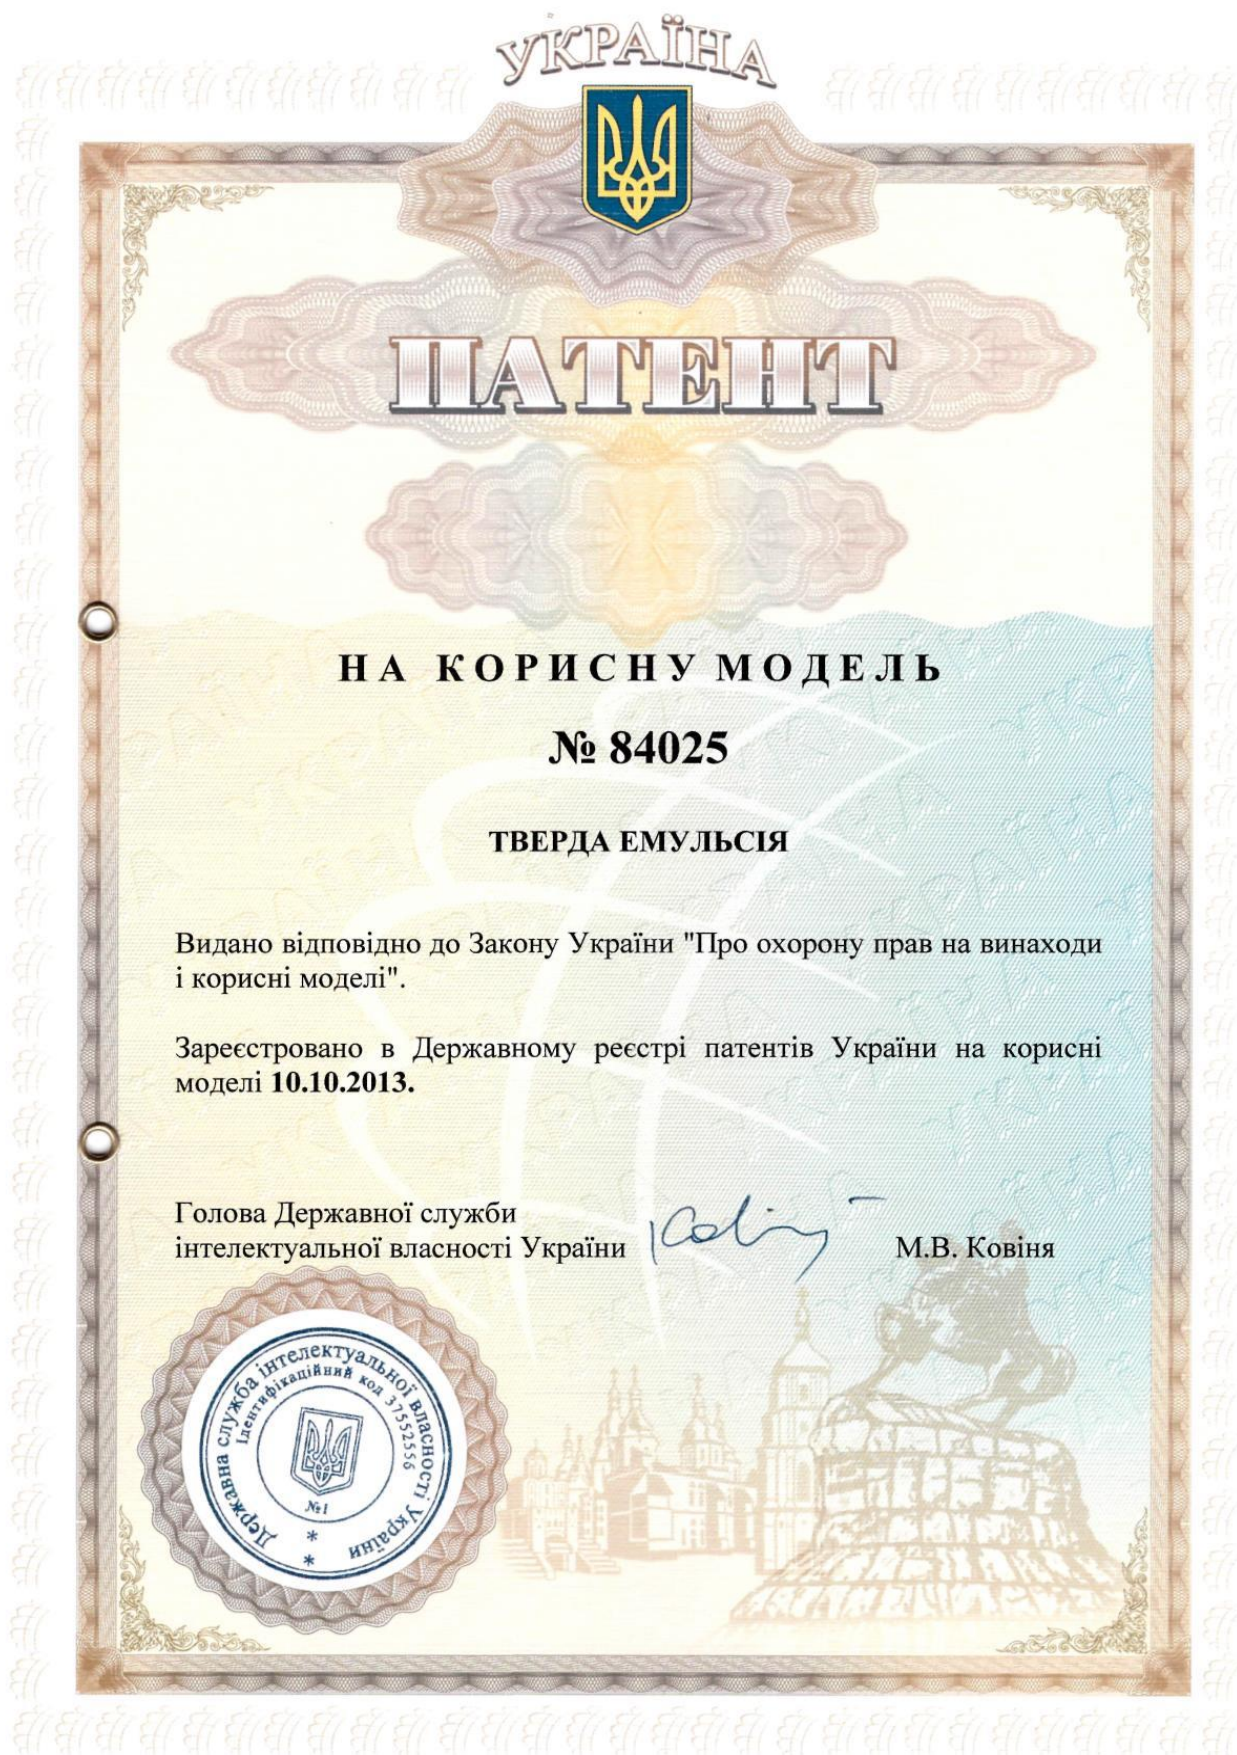 УКРАЇНА
ПАТЕНТ
НА КОРИСНУ МОДЕЛЬ
№ 84025
ТВЕРДА ЕМУЛЬСІЯ
Видано відповідно до Закону України "Про охорону прав на винаходи
і корисні моделі".
Зареєстровано в Державному реєстрі патентів України на корисні
моделі 10.10.2013.
Голова Державної служби
інтелектуальної власності України
М.В. Ковіня
Державна служба інтелектуальної власності України
Ідентифікаційний код 37552556
№1
* *